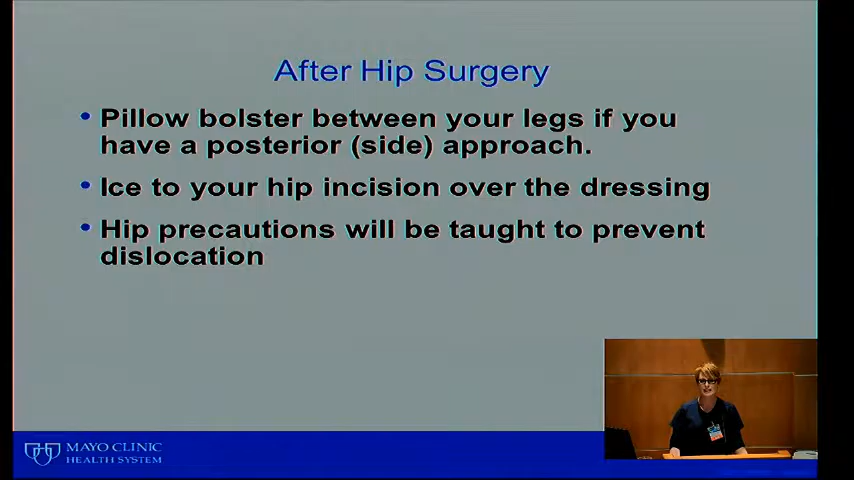 After Hip Surgery
• Pillow bolster between your legs if you
have a posterior (side) approach.
• Ice to your hip incision over the dressing
• Hip precautions will be taught to prevent
dislocation
MAYO CLINIC
HEALTH SYSTEM